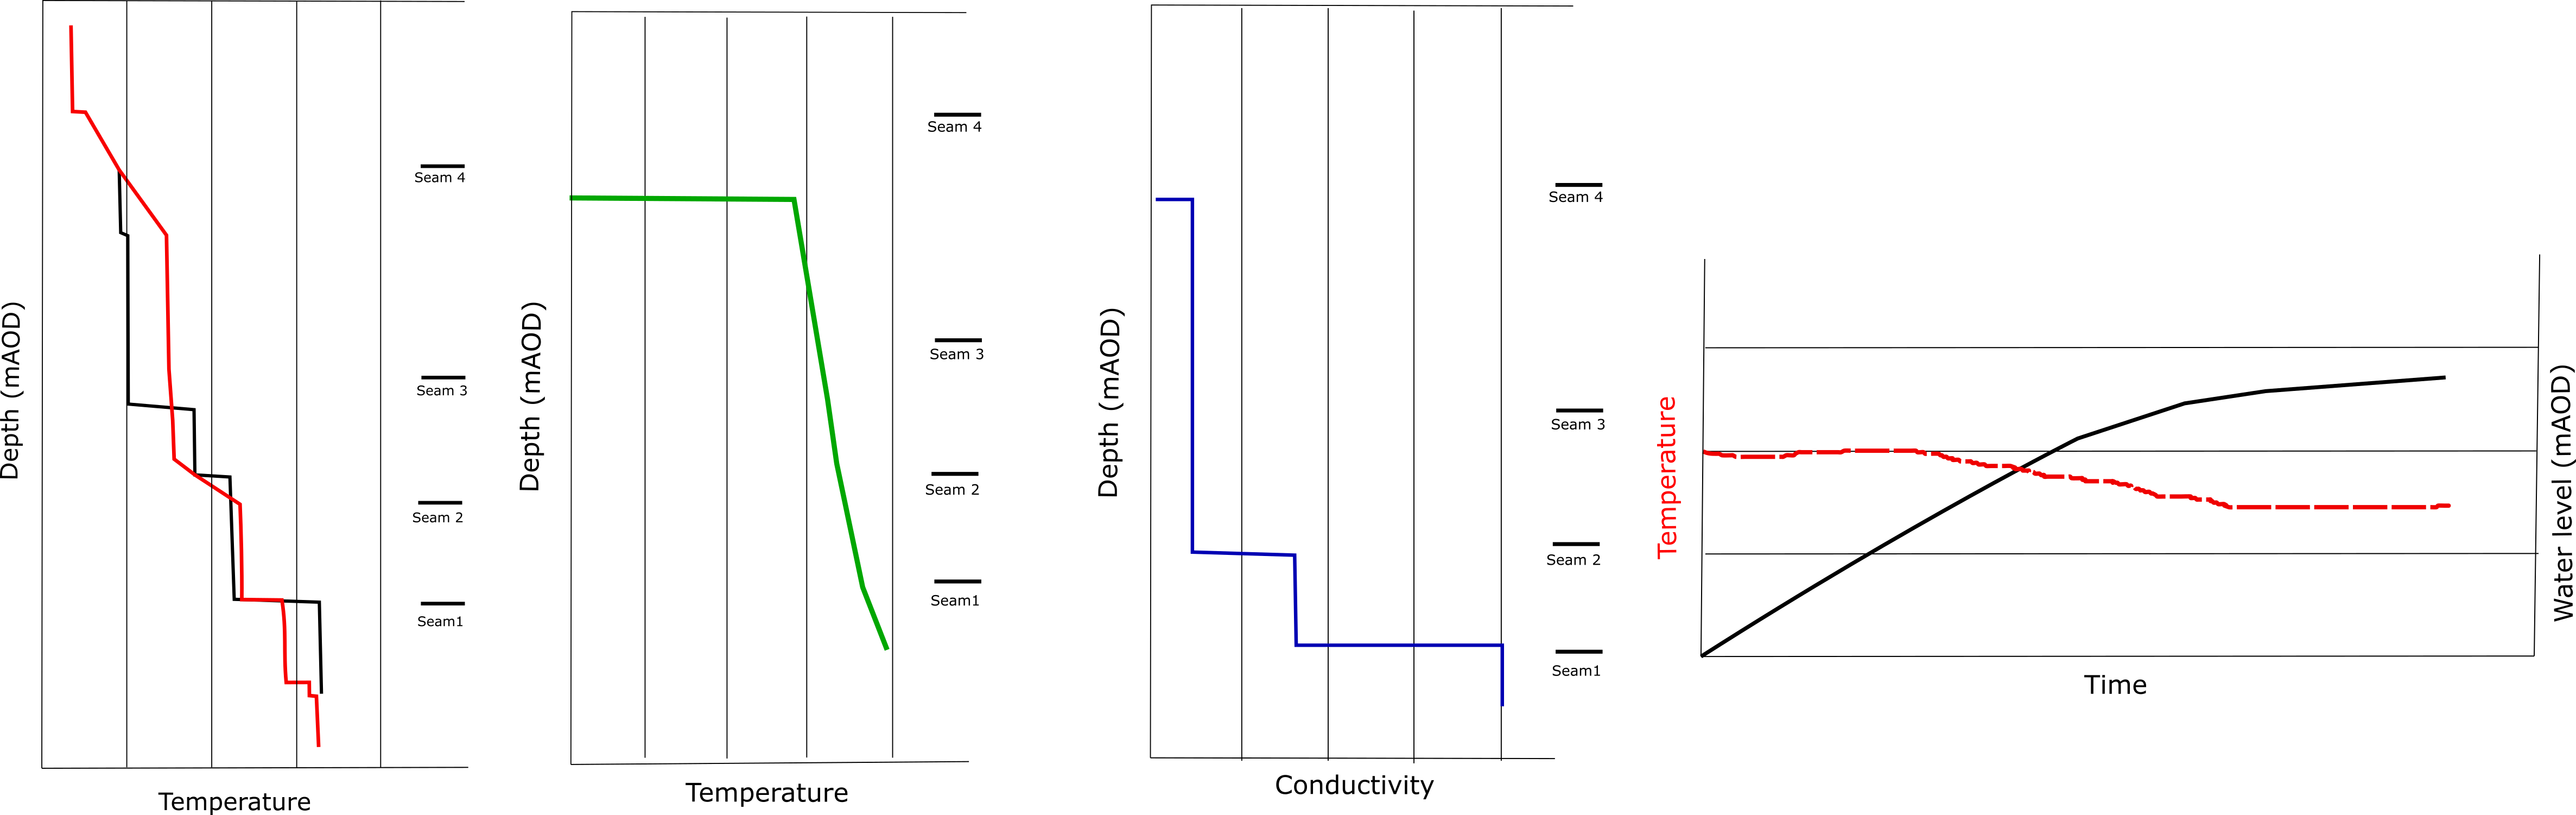 Depth (mAOD)
Seam 4
Seam 3
Seam 2
Seam1
Temperature
Depth (mAOD)
Seam 4
Seam 3
Seam 2
Seam1
Temperature
Depth (mAOD)
Seam 4
Seam 3
Seam 2
Seam1
Conductivity
Temperature
Water level (mAOD)
Time